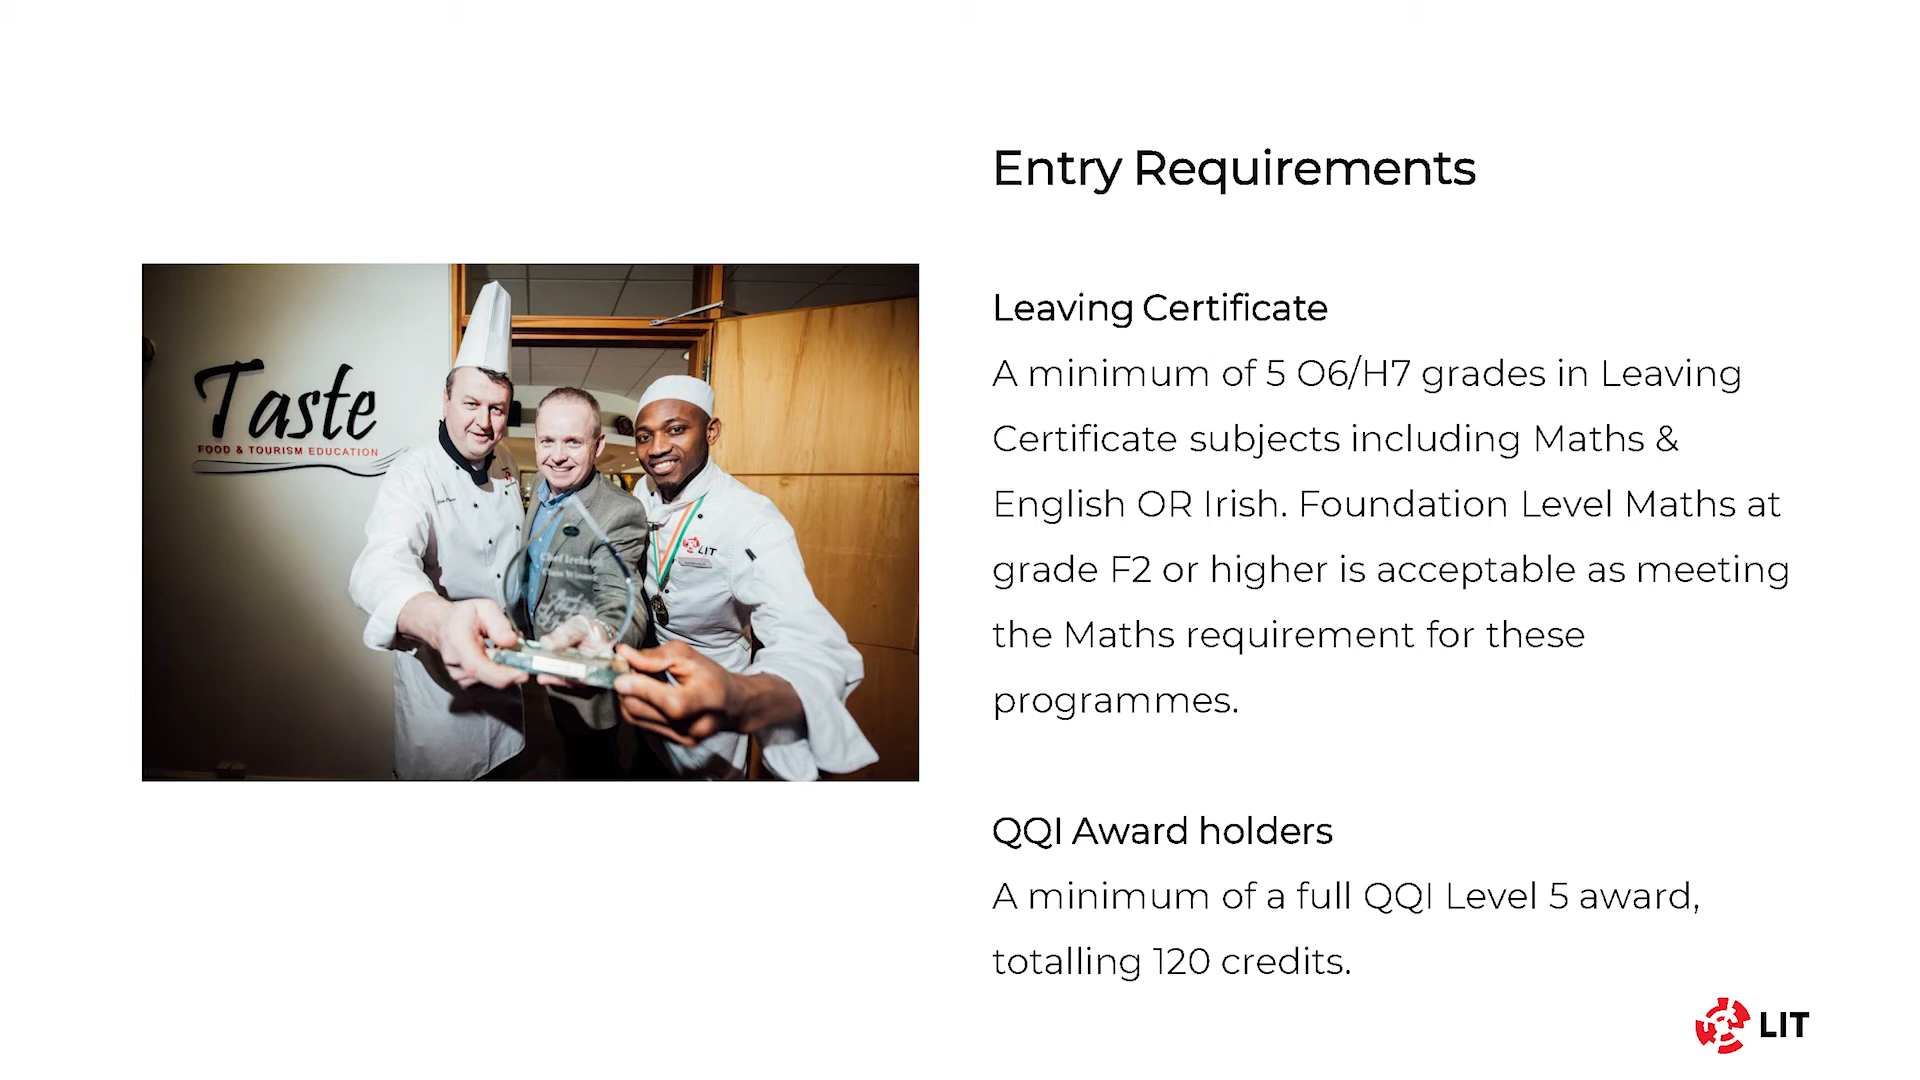 Entry Requirements
Leaving Certificate
A minimum of 5 O6/H7 grades in Leaving
Certificate subjects including Maths &
English OR Irish. Foundation Level Maths at
grade F2 or higher is acceptable as meeting
the Maths requirement for these
programmes.
QQI Award holders
A minimum of a full QQI Level 5 award,
totalling 120 credits.
Taste
FOOD & TOURISM EDUCATION
LIT
LIT